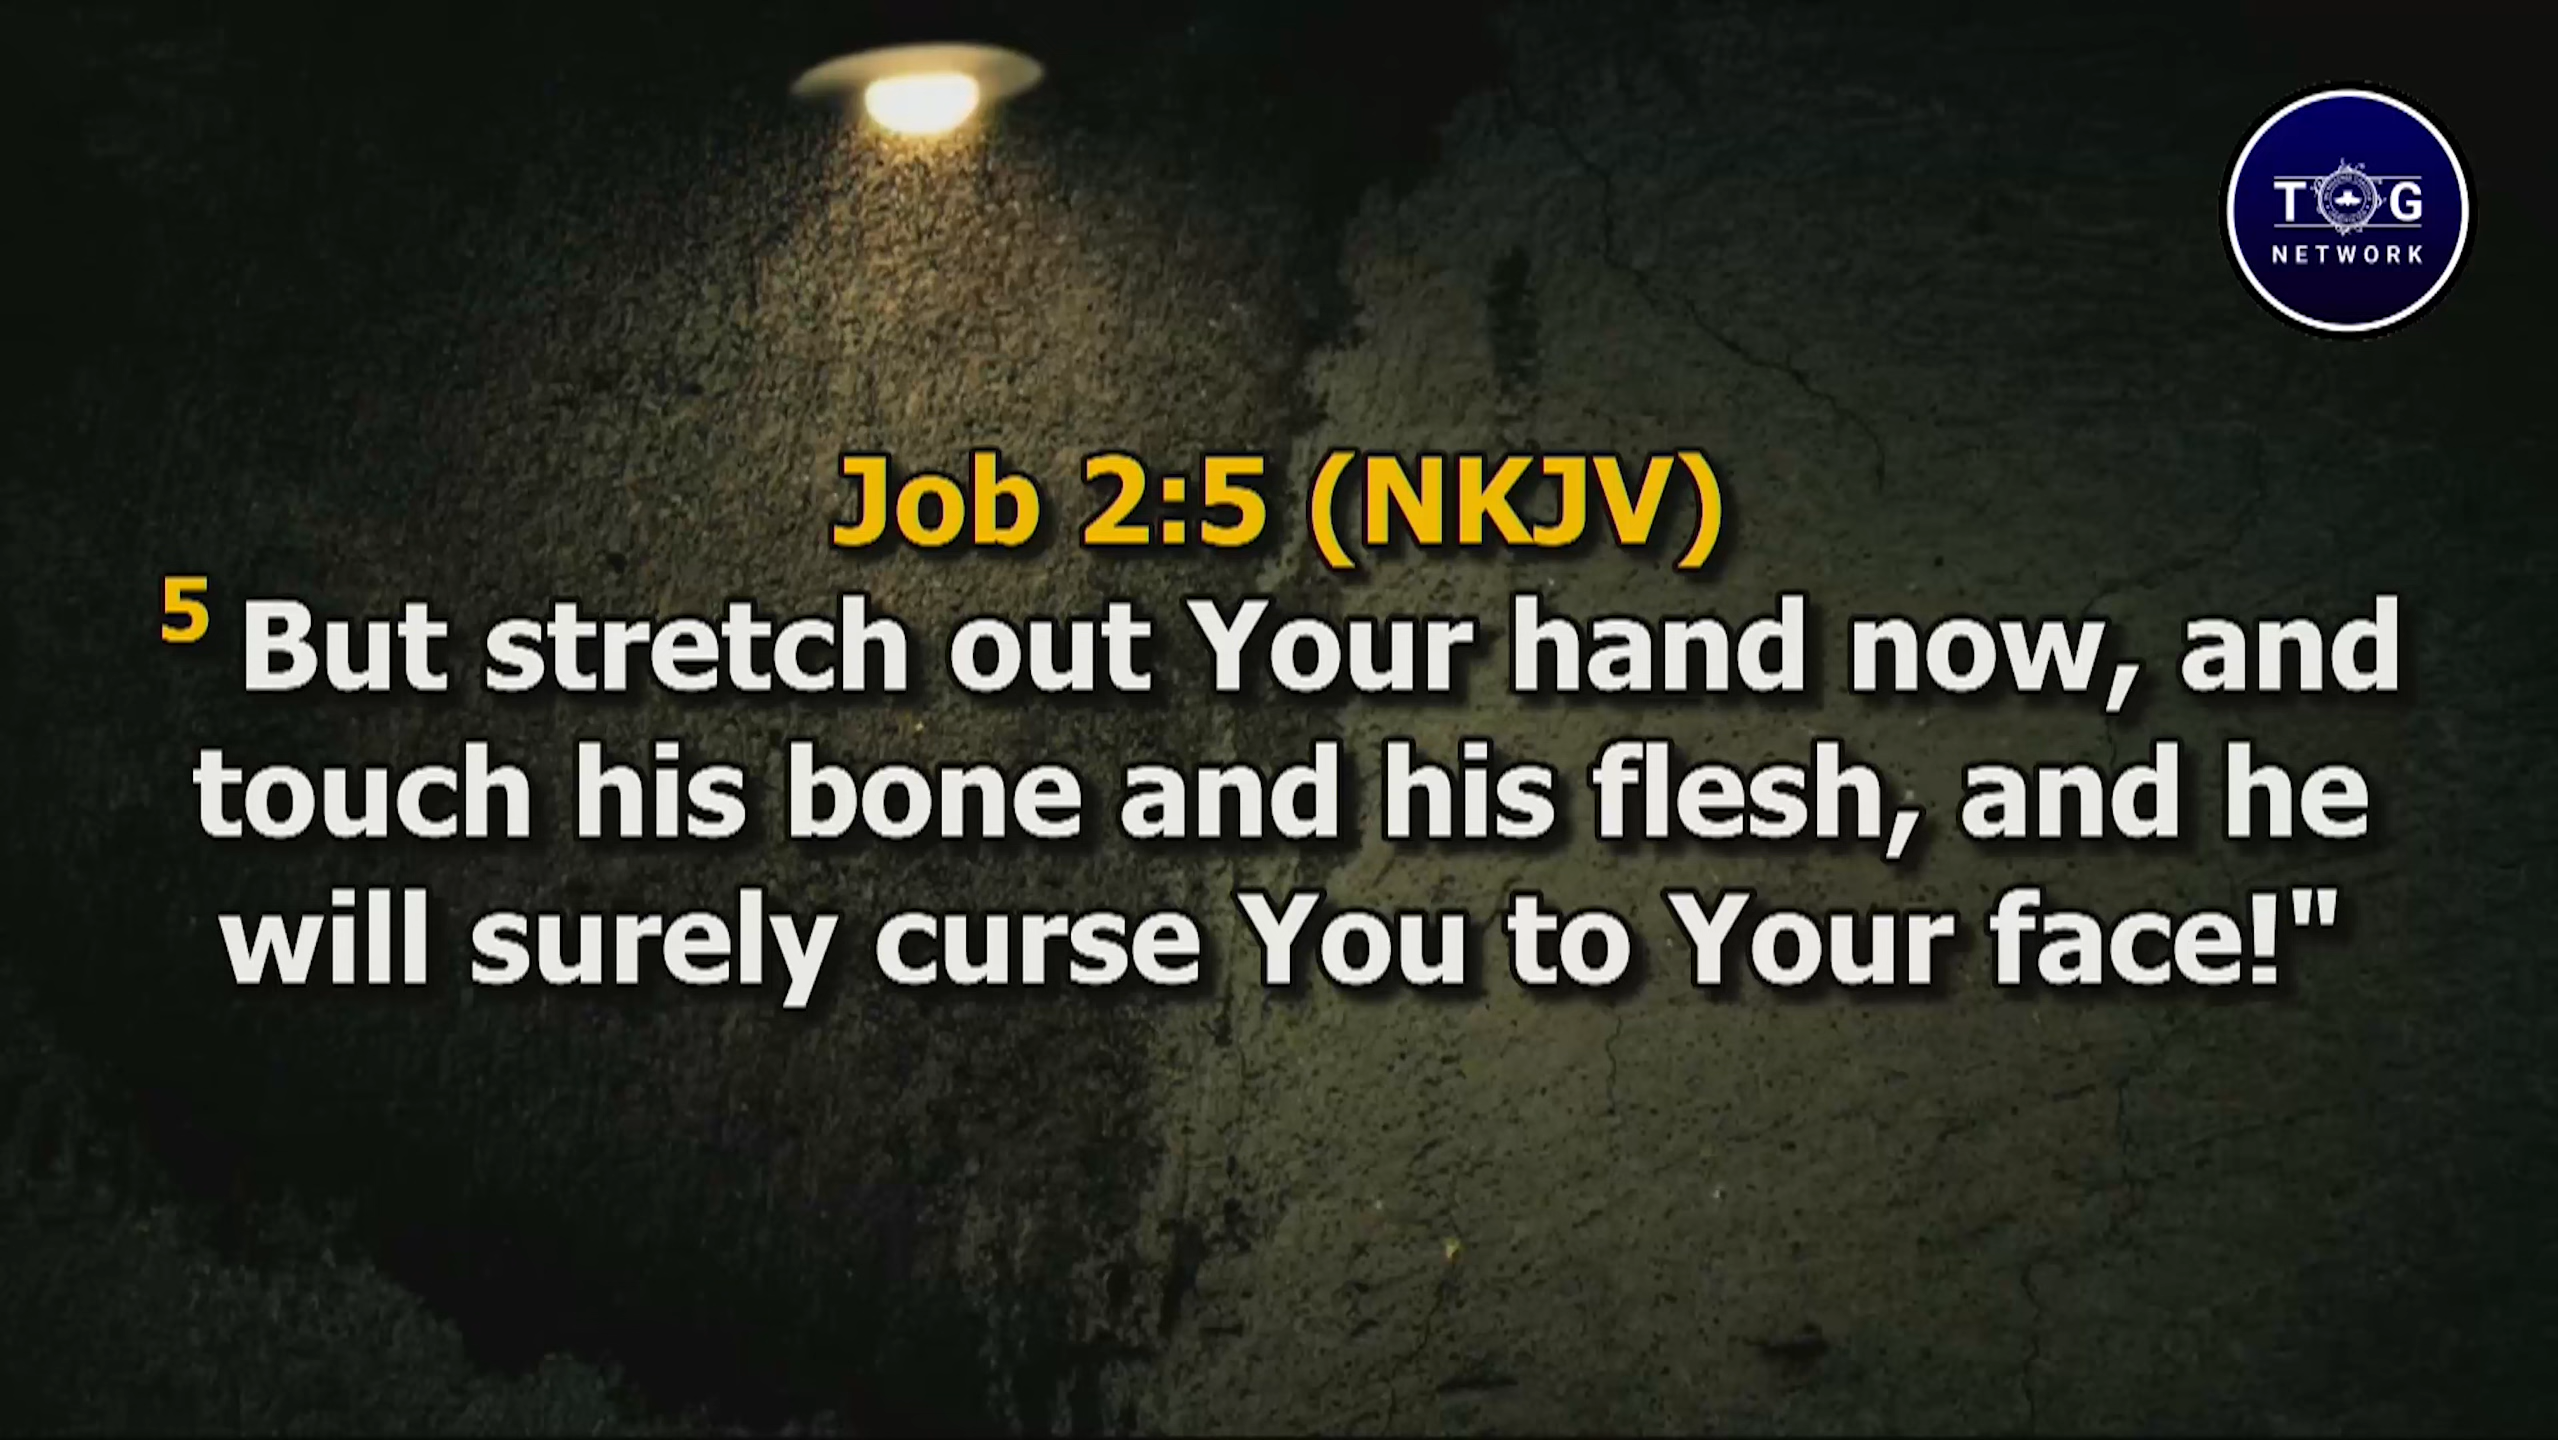 T G
NETWORK
Job 2:5 (NKJV)
5 But stretch out Your hand now, and
touch his bone and his flesh, and he
will surely curse You to Your face!"